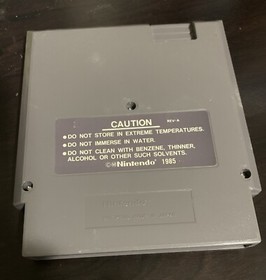 CAUTION
REV-A
• DO NOT STORE IN EXTREME TEMPERATURES.
• DO NOT IMMERSE IN WATER.
• DO NOT CLEAN WITH BENZENE, THINNER,
ALCOHOL OR OTHER SUCH SOLVENTS.
©®Nintendo® 1985